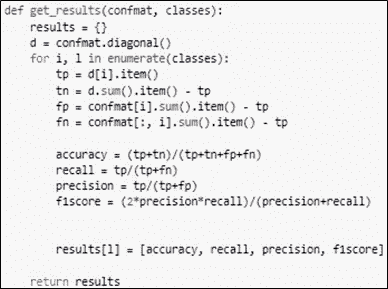 def get_results(confmat, classes):
    results = {}
    d = confmat.diagonal()
    for i, l in enumerate(classes):
        tp = d[i].item()
        tn = d.sum().item() - tp
        fp = confmat[i].sum().item() - tp
        fn = confmat[:, i].sum().item() - tp

        accuracy = (tp+tn)/(tp+tn+fp+fn)
        recall = tp/(tp+fn)
        precision = tp/(tp+fp)
        f1score = (2*precision*recall)/(precision+recall)

        results[l] = [accuracy, recall, precision, f1score]

    return results